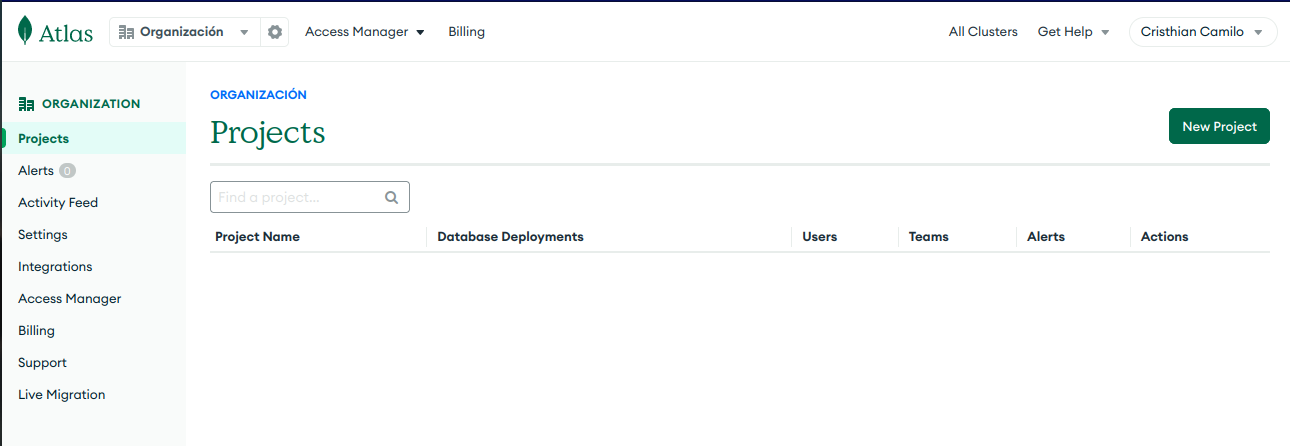 Atlas Organización Access Manager Billing All Clusters Get Help Cristhian Camilo
ORGANIZATION
Projects
Alerts 0
Activity Feed
Settings
Integrations
Access Manager
Billing
Support
Live Migration
ORGANIZACIÓN
Projects
New Project
Find a project...
Project Name Database Deployments Users Teams Alerts Actions